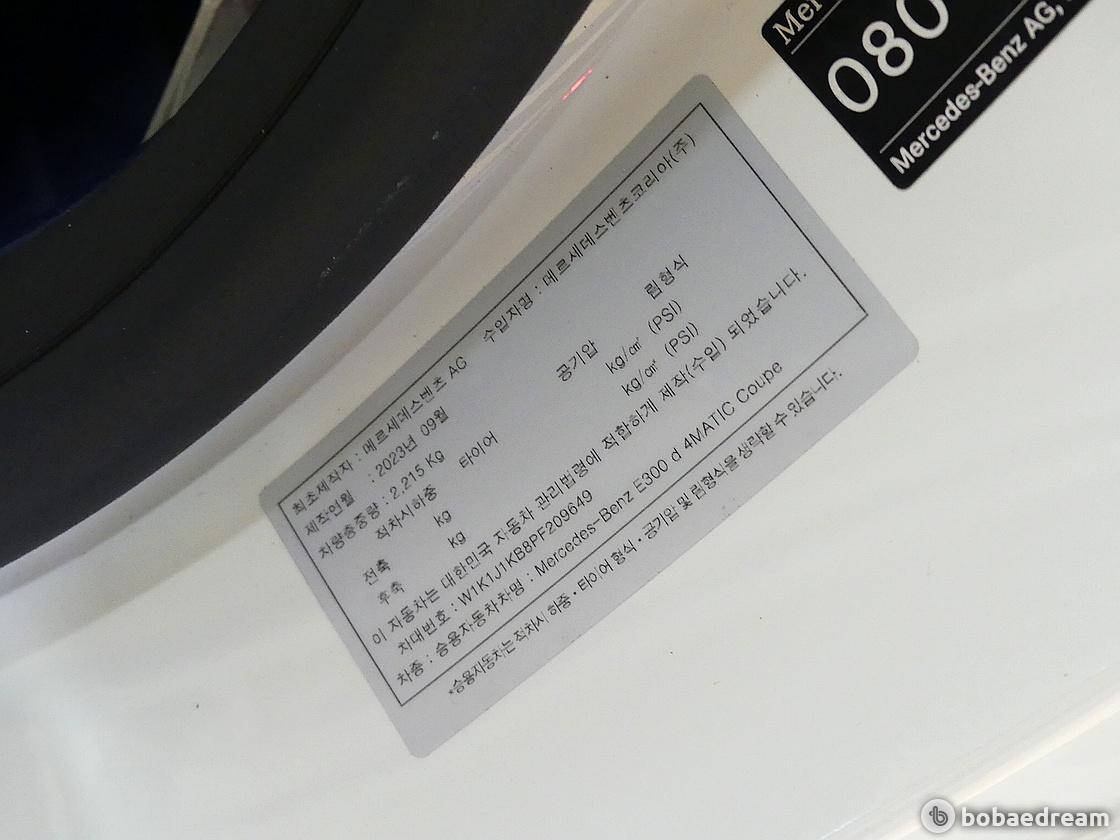 Mer
080
Mercedes-Benz AG,
최초제작자 : 메르세데스벤츠 AG 수입자명 : 메르세데스벤츠코리아(주)
제작연월 : 2023년 09월
차량총중량 : 2,215 Kg
적차시하중 타이어 공기압 림형식
전축 kg kg/㎠ (PSI)
후축 kg kg/㎠ (PSI)
이 자동차는 대한민국 자동차 관리법령에 적합하게 제작(수입) 되었습니다.
차대번호 : W1K1J1KB8PF209649
차종 : 승용자동차차명 : Mercedes-Benz E300 d 4MATIC Coupe
*승용자동차는 적차시 하중·타이어 형식·공기압 및 림형식을 생략할 수 있습니다.
bobaedream